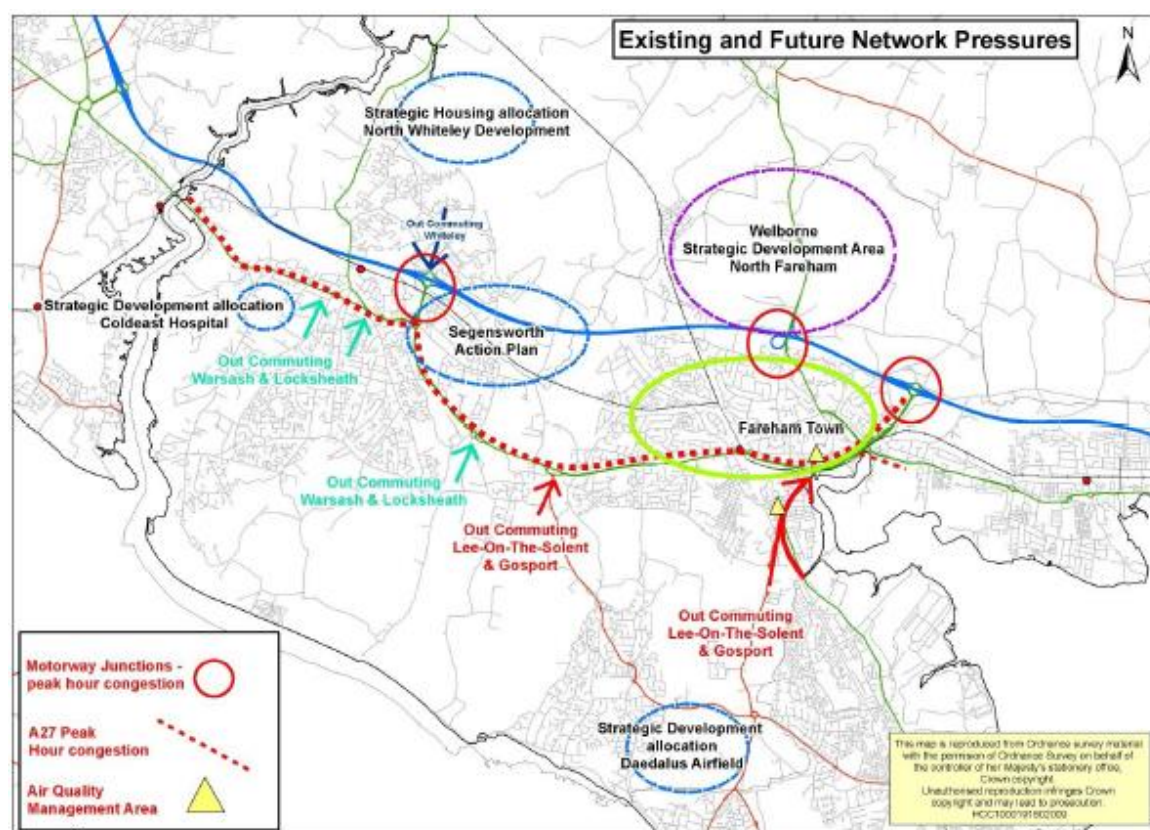 Existing and Future Network Pressures
N
Strategic Housing allocation
North Whiteley Development
Out Commuting
Whiteley
Welborne
Strategic Development Area
North Fareham
Strategic Development allocation
Coldeast Hospital
Segensworth
Action Plan
Out Commuting
Warsash & Locksheath
Fareham Town
Out Commuting
Warsash & Locksheath
Out Commuting
Lee-On-The-Solent
& Gosport
Out Commuting
Lee-On-The-Solent
& Gosport
Strategic Development
allocation
Daedalus Airfield
Motorway Junctions -
peak hour congestion
A27 Peak
Hour congestion
Air Quality
Management Area
This map is reproduced from Ordnance survey material
with the permission of Ordnance Survey on behalf of
the controller of her Majesty's stationery office,
Crown copyright.
Unauthorised reproduction infringes Crown
copyright and may lead to prosecution.